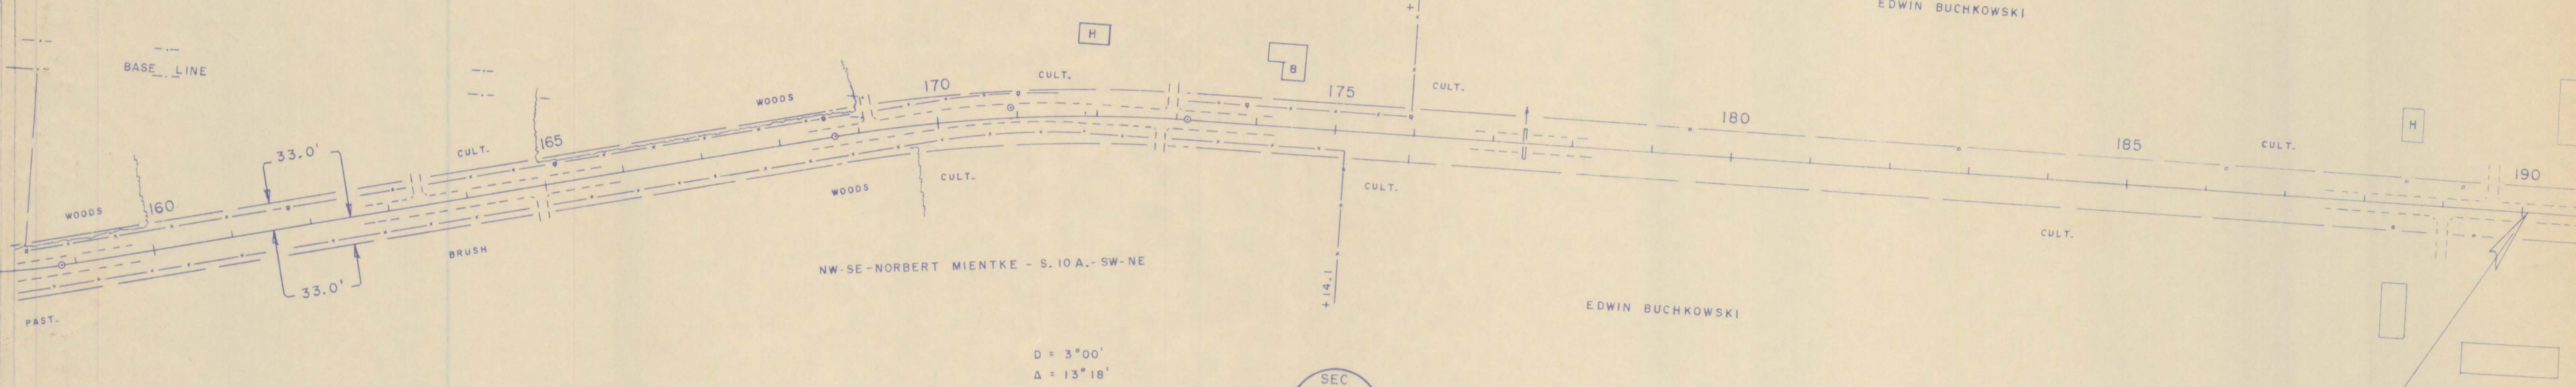 EDWIN BUCHKOWSKI
BASE LINE
H
B
WOODS
170
CULT.
175
CULT.
180
185
CULT.
H
190
33.0'
CULT.
165
WOODS
160
WOODS
CULT.
CULT.
CULT.
BRUSH
33.0'
PAST.
NW-SE-NORBERT MIENTKE - S. 10 A.- SW-NE
+14.1
EDWIN BUCHKOWSKI
D = 3°00'
Δ = 13°18'
SEC